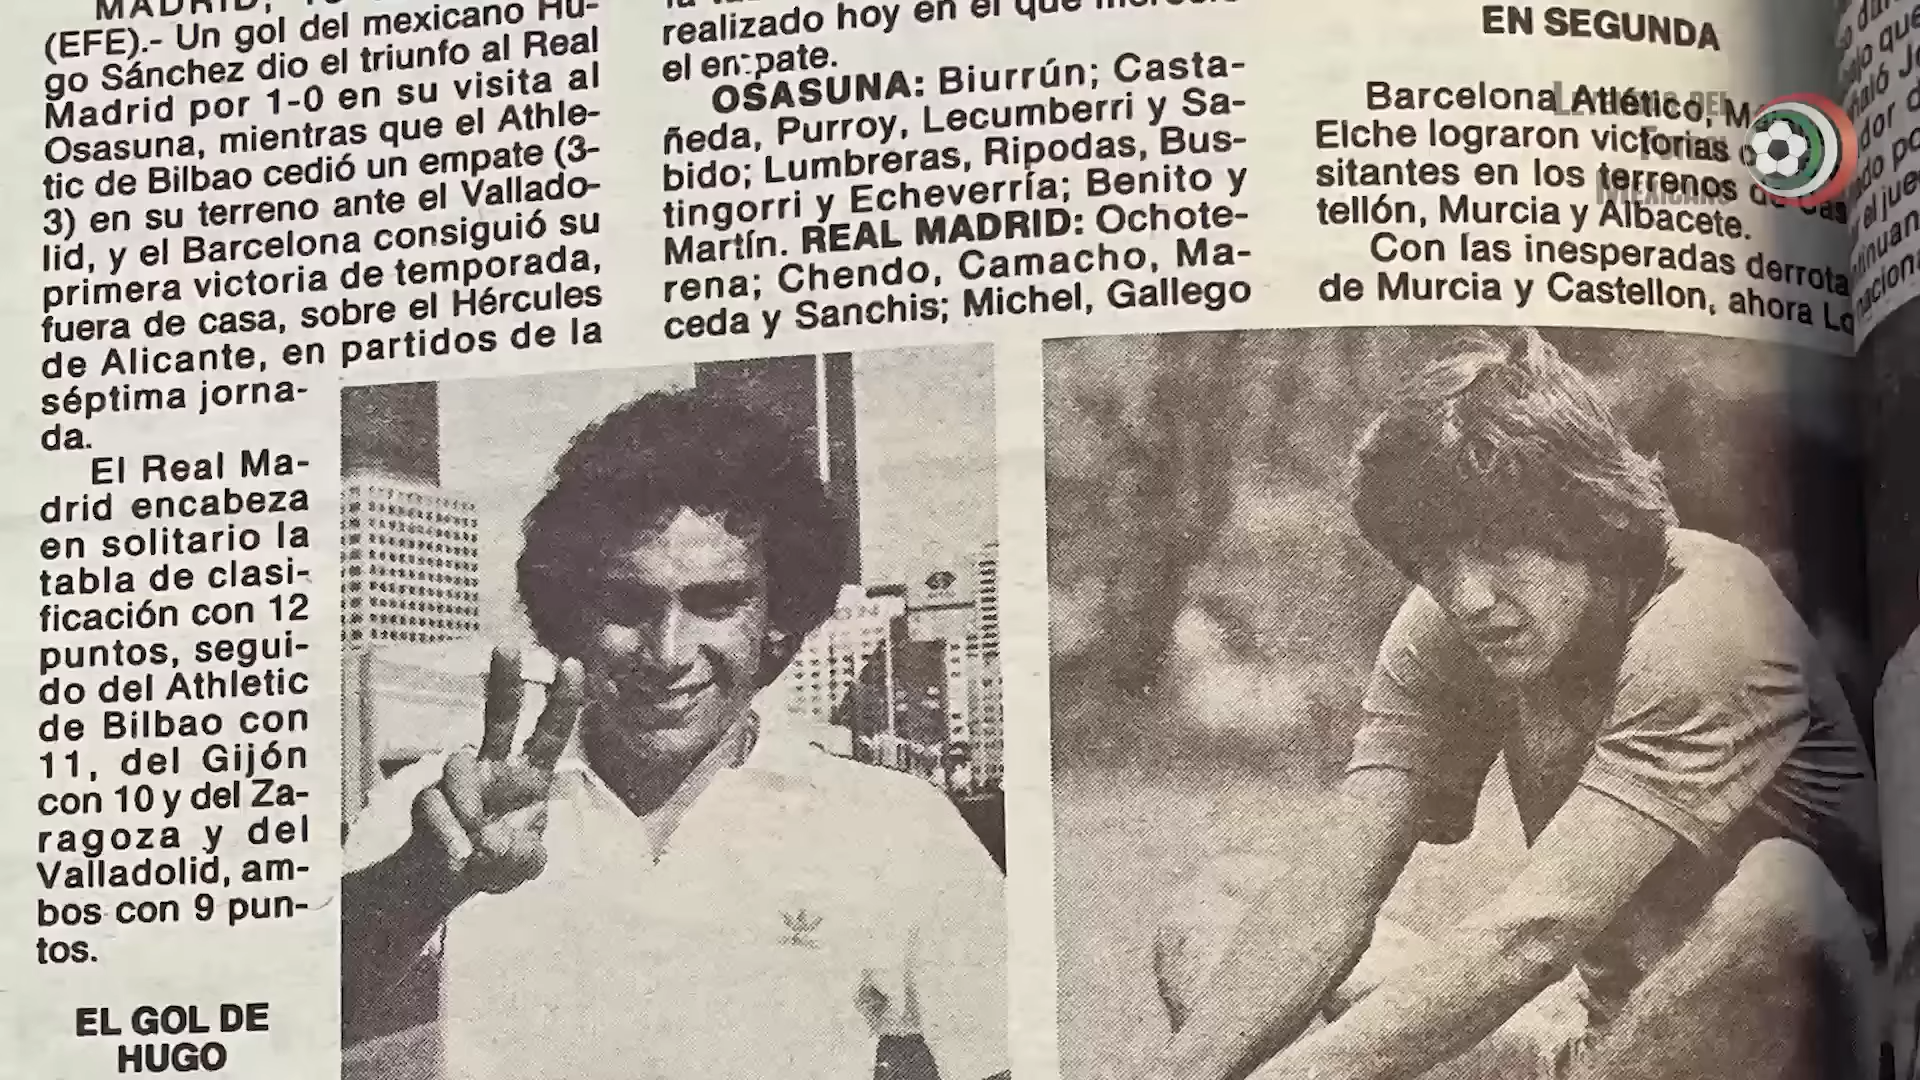 MADRID,
(EFE).- Un gol del mexicano Hu-
go Sánchez dio el triunfo al Real
Madrid por 1-0 en su visita al
Osasuna, mientras que el Athle-
tic de Bilbao cedió un empate (3-
3) en su terreno ante el Vallado-
lid, y el Barcelona consiguió su
primera victoria de temporada,
fuera de casa, sobre el Hércules
de Alicante, en partidos de la
séptima jorna-
da.
El Real Ma-
drid encabeza
en solitario la
tabla de clasi-
ficación con 12
puntos, segui-
do del Athletic
de Bilbao con
11, del Gijón
con 10 y del Za-
ragoza y del
Valladolid, am-
bos con 9 pun-
tos.
EL GOL DE
HUGO
realizado hoy en el que
el empate.
OSASUNA: Biurrún; Casta-
ñeda, Purroy, Lecumberri y Sa-
bido; Lumbreras, Ripodas, Bus-
tingorri y Echeverría; Benito y
Martín. REAL MADRID: Ochote-
rena; Chendo, Camacho, Ma-
ceda y Sanchis; Michel, Gallego
EN SEGUNDA
Barcelona Atlético,
Elche lograron victorias
sitantes en los terrenos
tellón, Murcia y Albacete.
Con las inesperadas derrota
de Murcia y Castellon, ahora
DEL
MEXICANO